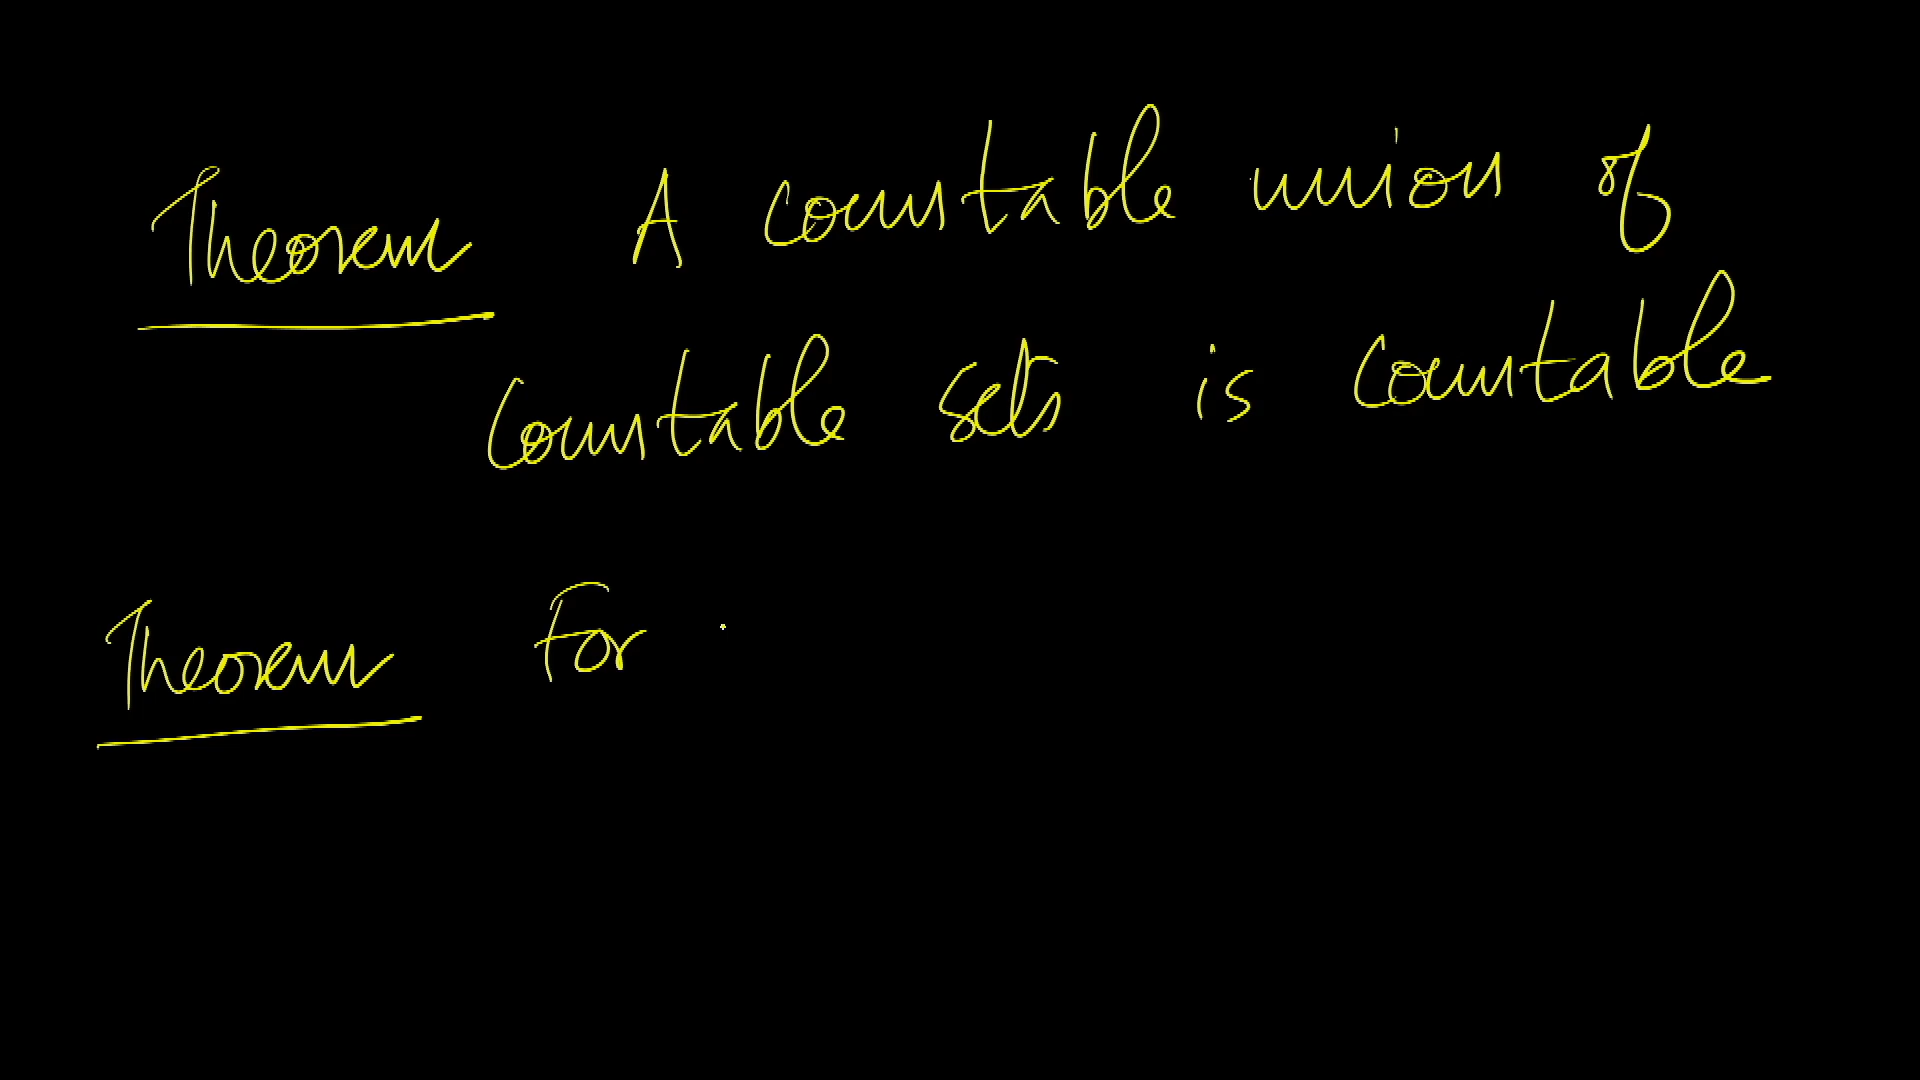 Theorem A countable union of
countable sets is countable
Theorem For